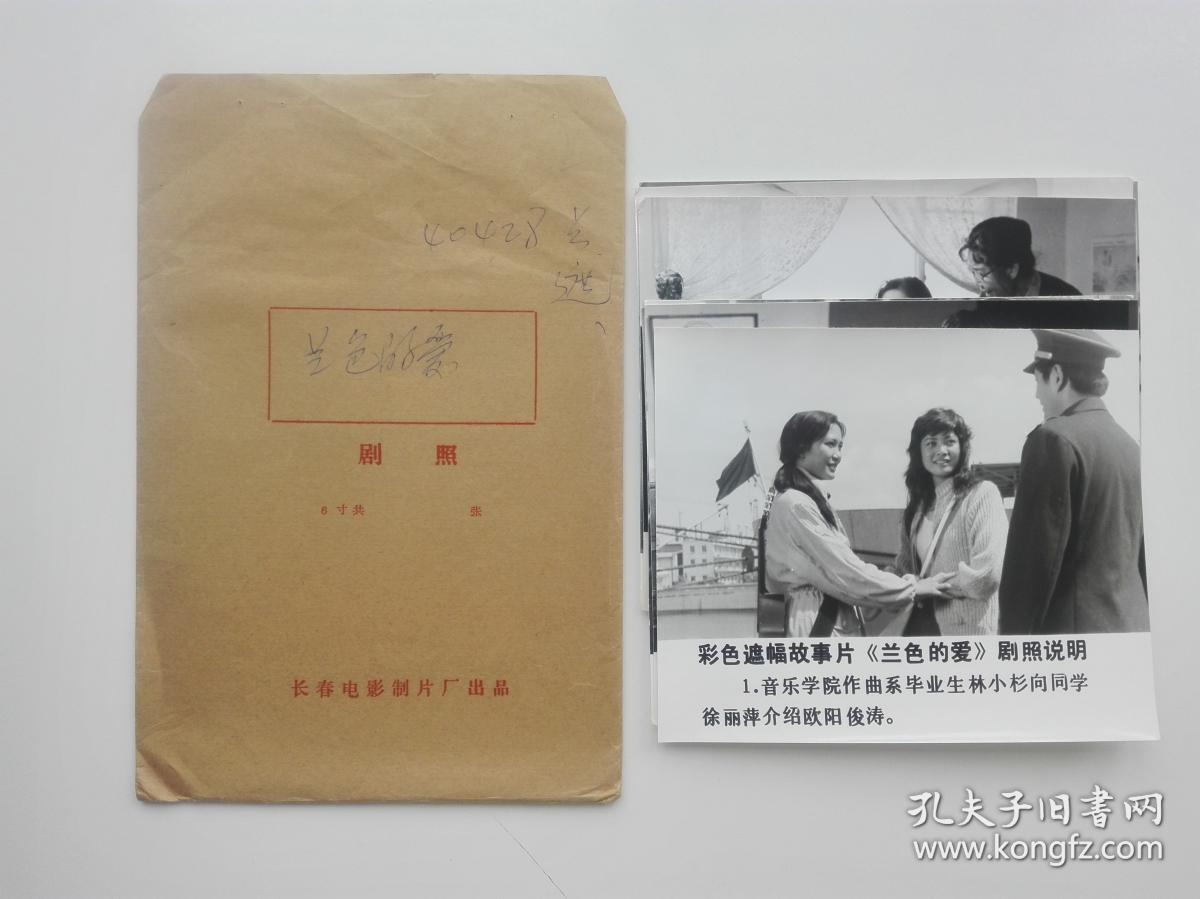 40428
遮
兰色的爱
剧 照
6寸共 张
长春电影制片厂出品
彩色遮幅故事片《兰色的爱》剧照说明
1.音乐学院作曲系毕业生林小杉向同学
徐丽萍介绍欧阳俊涛。
孔夫子旧书网
www.kongfz.com